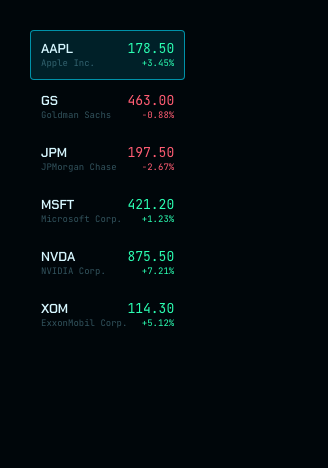 AAPL 178.50
Apple Inc. +3.45%
GS 463.00
Goldman Sachs -0.88%
JPM 197.50
JPMorgan Chase -2.67%
MSFT 421.20
Microsoft Corp. +1.23%
NVDA 875.50
NVIDIA Corp. +7.21%
XOM 114.30
ExxonMobil Corp. +5.12%